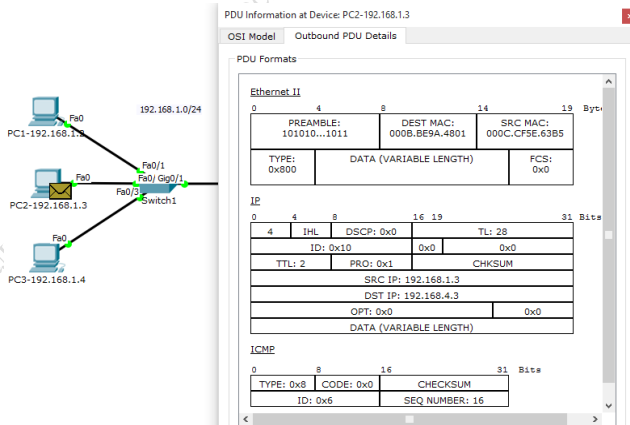 PDU Information at Device: PC2-192.168.1.3
x
OSI Model Outbound PDU Details
PDU Formats
Ethernet II
0 4 8 14 19 Byte
PREAMBLE: 101010...1011
DEST MAC: 000B.BE9A.4801
SRC MAC: 000C.CF5E.63B5
TYPE: 0x800
DATA (VARIABLE LENGTH)
FCS: 0x0
IP
0 4 8 16 19 31 Bits
4 IHL DSCP: 0x0 TL: 28
ID: 0x10 0x0 0x0
TTL: 2 PRO: 0x1 CHKSUM
SRC IP: 192.168.1.3
DST IP: 192.168.4.3
OPT: 0x0 0x0
DATA (VARIABLE LENGTH)
ICMP
0 8 16 31 Bits
TYPE: 0x8 CODE: 0x0 CHECKSUM
ID: 0x6 SEQ NUMBER: 16
192.168.1.0/24
Fa0
PC1-192.168.1.2
Fa0/1
Fa0
Fa0/ Gig0/1
PC2-192.168.1.3
Fa0/3
Switch1
Fa0
PC3-192.168.1.4